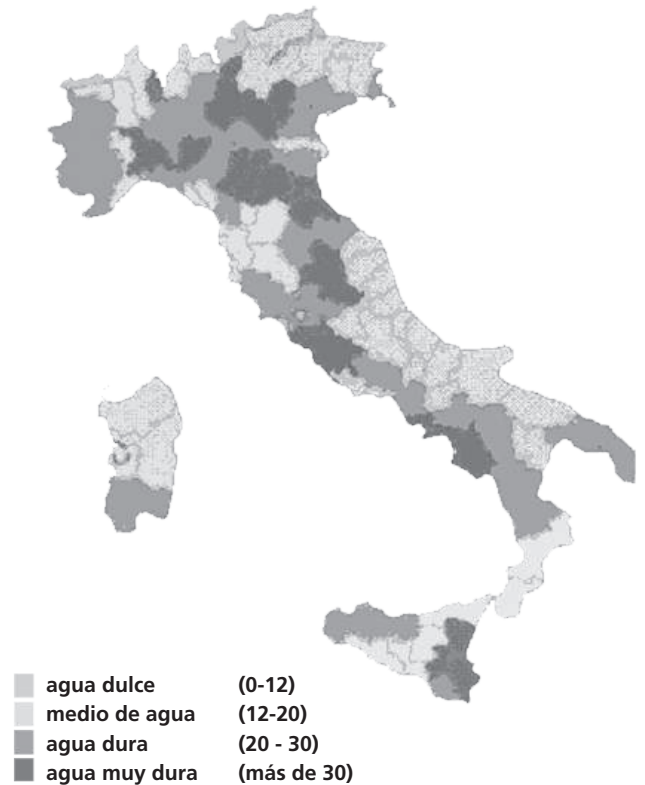 agua dulce (0-12)
medio de agua (12-20)
agua dura (20 - 30)
agua muy dura (más de 30)